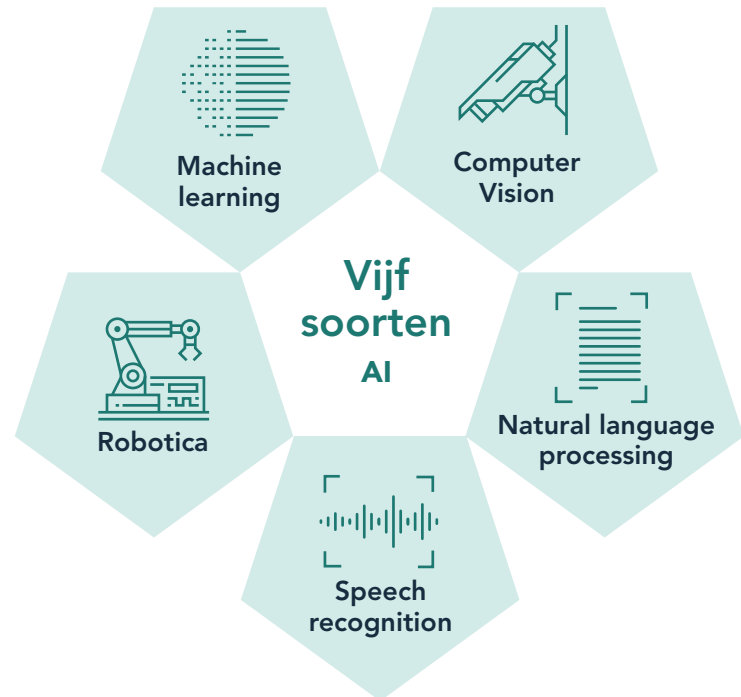 Machine
learning
Computer
Vision
Vijf
soorten
AI
Robotica
Natural language
processing
Speech
recognition